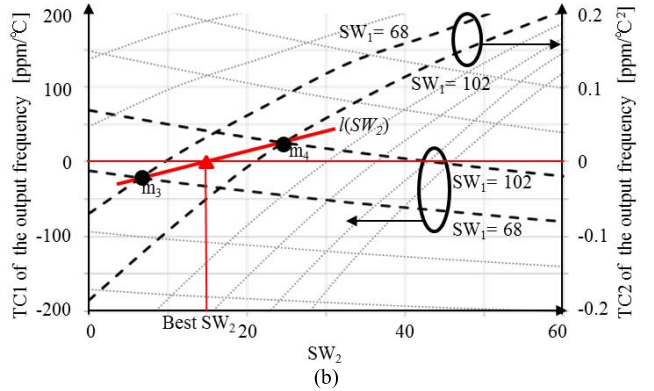 TC1 of the output frequency [ppm/°C]
200
100
0
-100
-200
SW1= 68
SW1= 102
l(SW2)
m3
m4
SW1= 102
SW1= 68
Best SW2
0
20
40
60
SW2
0.2
0.1
0
-0.1
-0.2
TC2 of the output frequency [ppm/°C²]
(b)